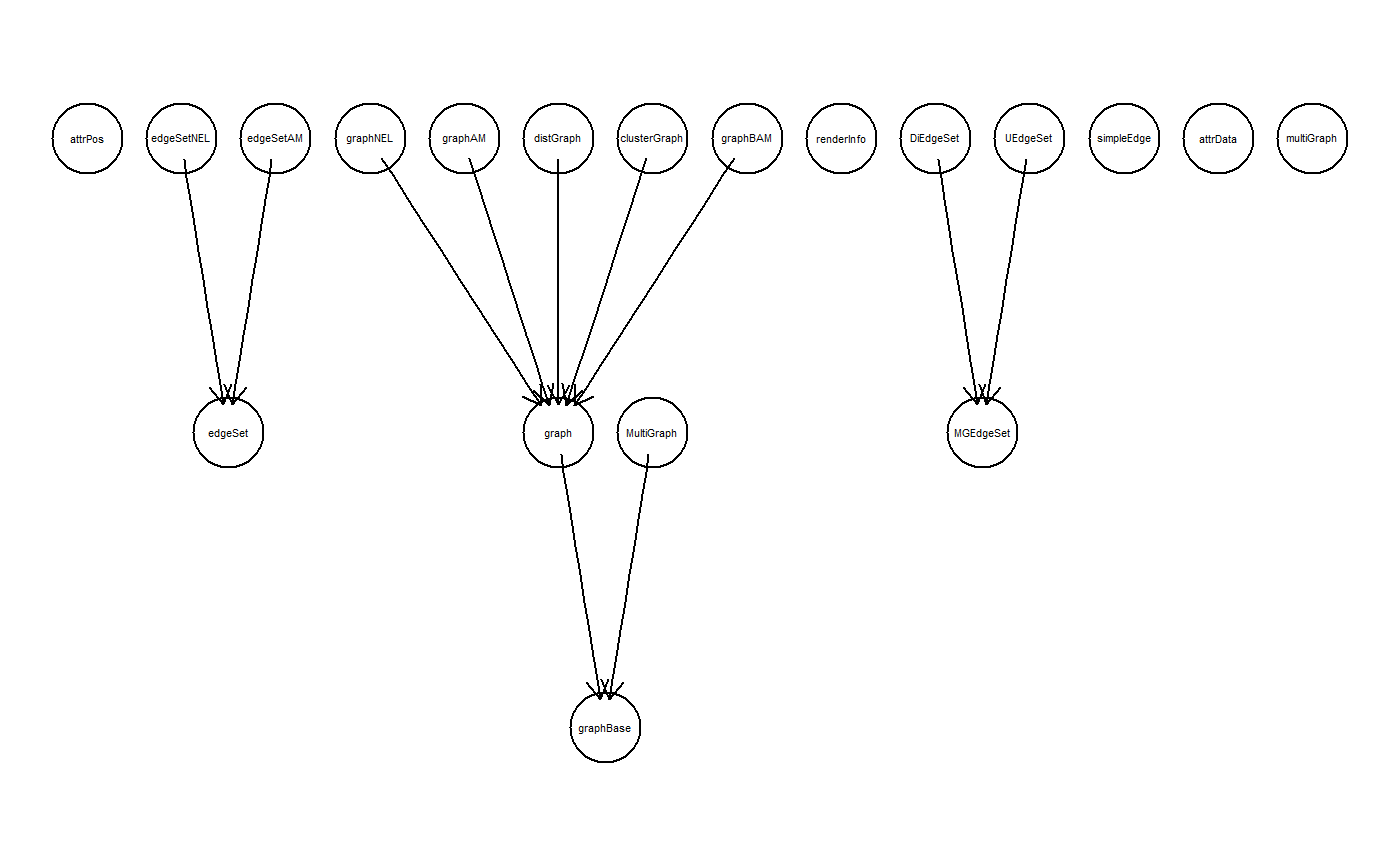 attrPos
edgeSetNEL
edgeSetAM
graphNEL
graphAM
distGraph
clusterGraph
graphBAM
renderInfo
DiEdgeSet
UEdgeSet
simpleEdge
attrData
multiGraph
edgeSet
graph
MultiGraph
MGEdgeSet
graphBase